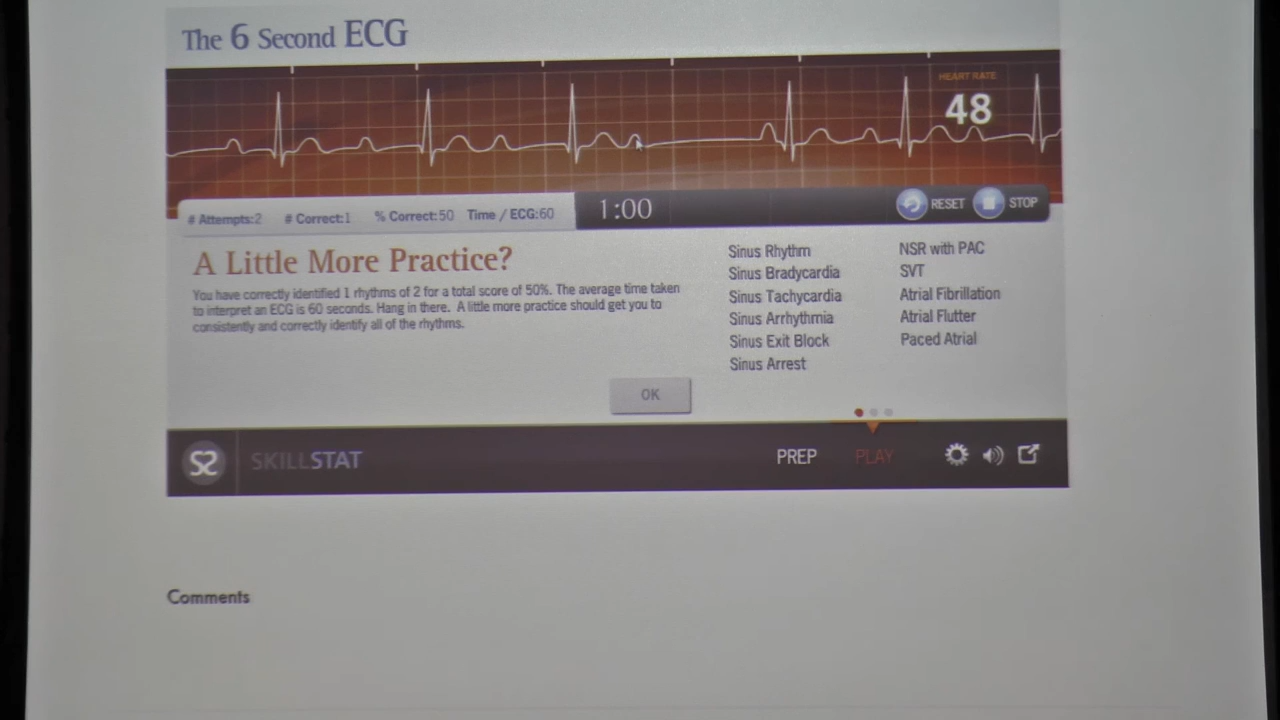 The 6 Second ECG
HEART RATE
48
# Attempts:2 # Correct:1 % Correct:50 Time / ECG:60
1:00
RESET STOP
A Little More Practice?
You have correctly identified 1 rhythms of 2 for a total score of 50%. The average time taken
to interpret an ECG is 60 seconds. Hang in there. A little more practice should get you to
consistently and correctly identify all of the rhythms.
Sinus Rhythm
Sinus Bradycardia
Sinus Tachycardia
Sinus Arrhythmia
Sinus Exit Block
Sinus Arrest
NSR with PAC
SVT
Atrial Fibrillation
Atrial Flutter
Paced Atrial
OK
SKILLSTAT
PREP PLAY
Comments